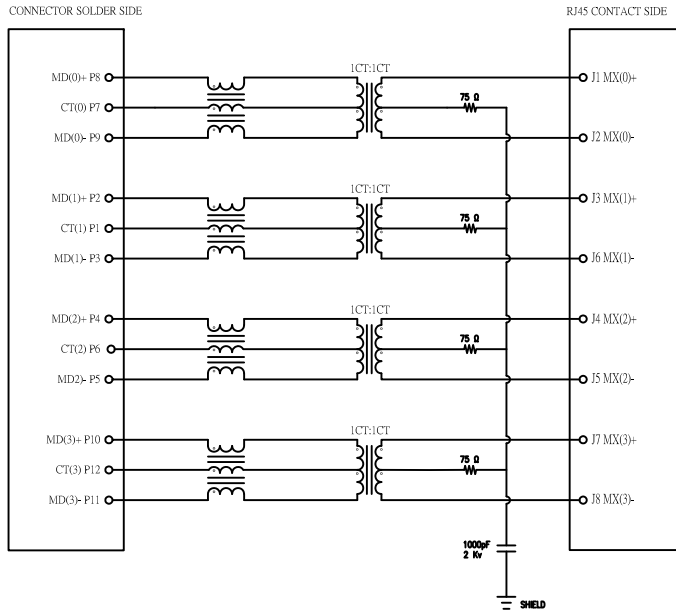 CONNECTOR SOLDER SIDE
RJ45 CONTACT SIDE
1CT:1CT
MD(0)+ P8
J1 MX(0)+
75 Ω
CT(0) P7
MD(0)- P9
J2 MX(0)-
1CT:1CT
MD(1)+ P2
J3 MX(1)+
75 Ω
CT(1) P1
MD(1)- P3
J6 MX(1)-
1CT:1CT
MD(2)+ P4
J4 MX(2)+
75 Ω
CT(2) P6
MD2)- P5
J5 MX(2)-
1CT:1CT
MD(3)+ P10
J7 MX(3)+
75 Ω
CT(3) P12
MD(3)- P11
J8 MX(3)-
1000pF
2 Kv
SHIELD